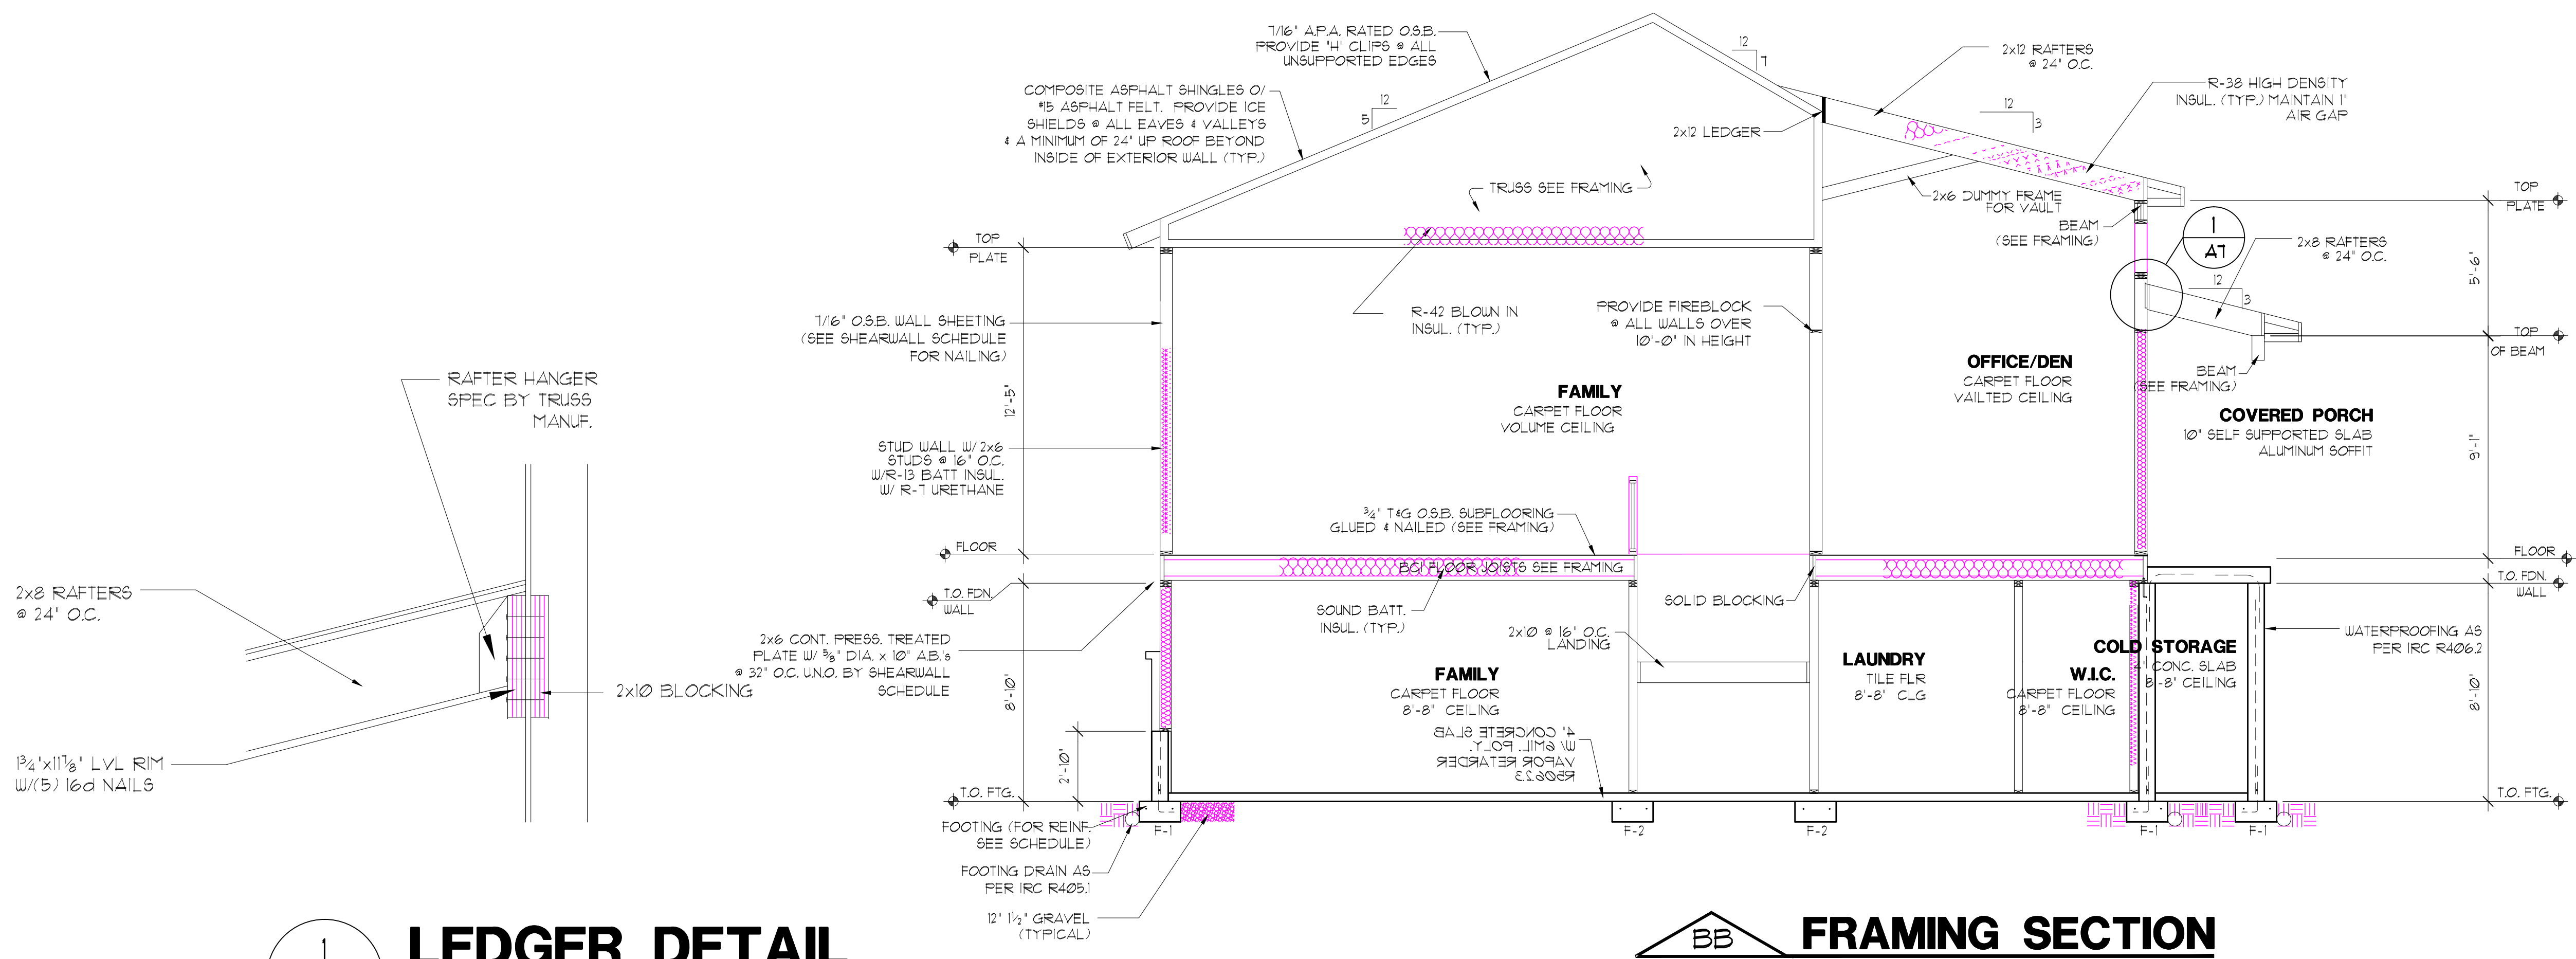 7/16" A.P.A. RATED O.S.B.
PROVIDE "H" CLIPS @ ALL
UNSUPPORTED EDGES
COMPOSITE ASPHALT SHINGLES O/
#15 ASPHALT FELT. PROVIDE ICE
SHIELDS @ ALL EAVES & VALLEYS
& A MINIMUM OF 24" UP ROOF BEYOND
INSIDE OF EXTERIOR WALL (TYP.)
12
5
12
7
2x12 RAFTERS
@ 24" O.C.
R-38 HIGH DENSITY
INSUL. (TYP.) MAINTAIN 1"
AIR GAP
12
3
2x12 LEDGER
TRUSS SEE FRAMING
2x6 DUMMY FRAME
FOR VAULT
BEAM
(SEE FRAMING)
1
A7
2x8 RAFTERS
@ 24" O.C.
12
3
TOP
PLATE
5'-6"
TOP
OF BEAM
BEAM
(SEE FRAMING)
TOP
PLATE
7/16" O.S.B. WALL SHEETING
(SEE SHEARWALL SCHEDULE
FOR NAILING)
12'-5"
R-42 BLOWN IN
INSUL. (TYP.)
PROVIDE FIREBLOCK
@ ALL WALLS OVER
10'-0" IN HEIGHT
FAMILY
CARPET FLOOR
VOLUME CEILING
OFFICE/DEN
CARPET FLOOR
VAILTED CEILING
COVERED PORCH
10" SELF SUPPORTED SLAB
ALUMINUM SOFFIT
9'-1"
STUD WALL W/ 2x6
STUDS @ 16" O.C.
W/R-13 BATT INSUL.
W/ R-7 URETHANE
3/4" T&G O.S.B. SUBFLOORING
GLUED & NAILED (SEE FRAMING)
FLOOR
BCI FLOOR JOISTS SEE FRAMING
FLOOR
T.O. FDN.
WALL
T.O. FDN.
WALL
SOUND BATT.
INSUL. (TYP.)
SOLID BLOCKING
2x10 @ 16" O.C.
LANDING
2x6 CONT. PRESS. TREATED
PLATE W/ 5/8" DIA. x 10" A.B.'s
@ 32" O.C. U.N.O. BY SHEARWALL
SCHEDULE
8'-10"
FAMILY
CARPET FLOOR
8'-8" CEILING
LAUNDRY
TILE FLR
8'-8" CLG
W.I.C.
CARPET FLOOR
8'-8" CEILING
COLD STORAGE
4" CONC. SLAB
8'-8" CEILING
WATERPROOFING AS
PER IRC R406.2
8'-10"
4" CONCRETE SLAB
W/ 6MIL. POLY.
VAPOR RETARDER
R506.2.3
2'-10"
T.O. FTG.
T.O. FTG.
FOOTING (FOR REINF.
SEE SCHEDULE)
F-1
F-2
F-2
F-1
F-1
FOOTING DRAIN AS
PER IRC R405.1
12" 1 1/2" GRAVEL
(TYPICAL)
RAFTER HANGER
SPEC BY TRUSS
MANUF.
2x8 RAFTERS
@ 24" O.C.
2x10 BLOCKING
1 3/4"x11 7/8" LVL RIM
W/(5) 16d NAILS
1
LEDGER DETAIL
BB
FRAMING SECTION